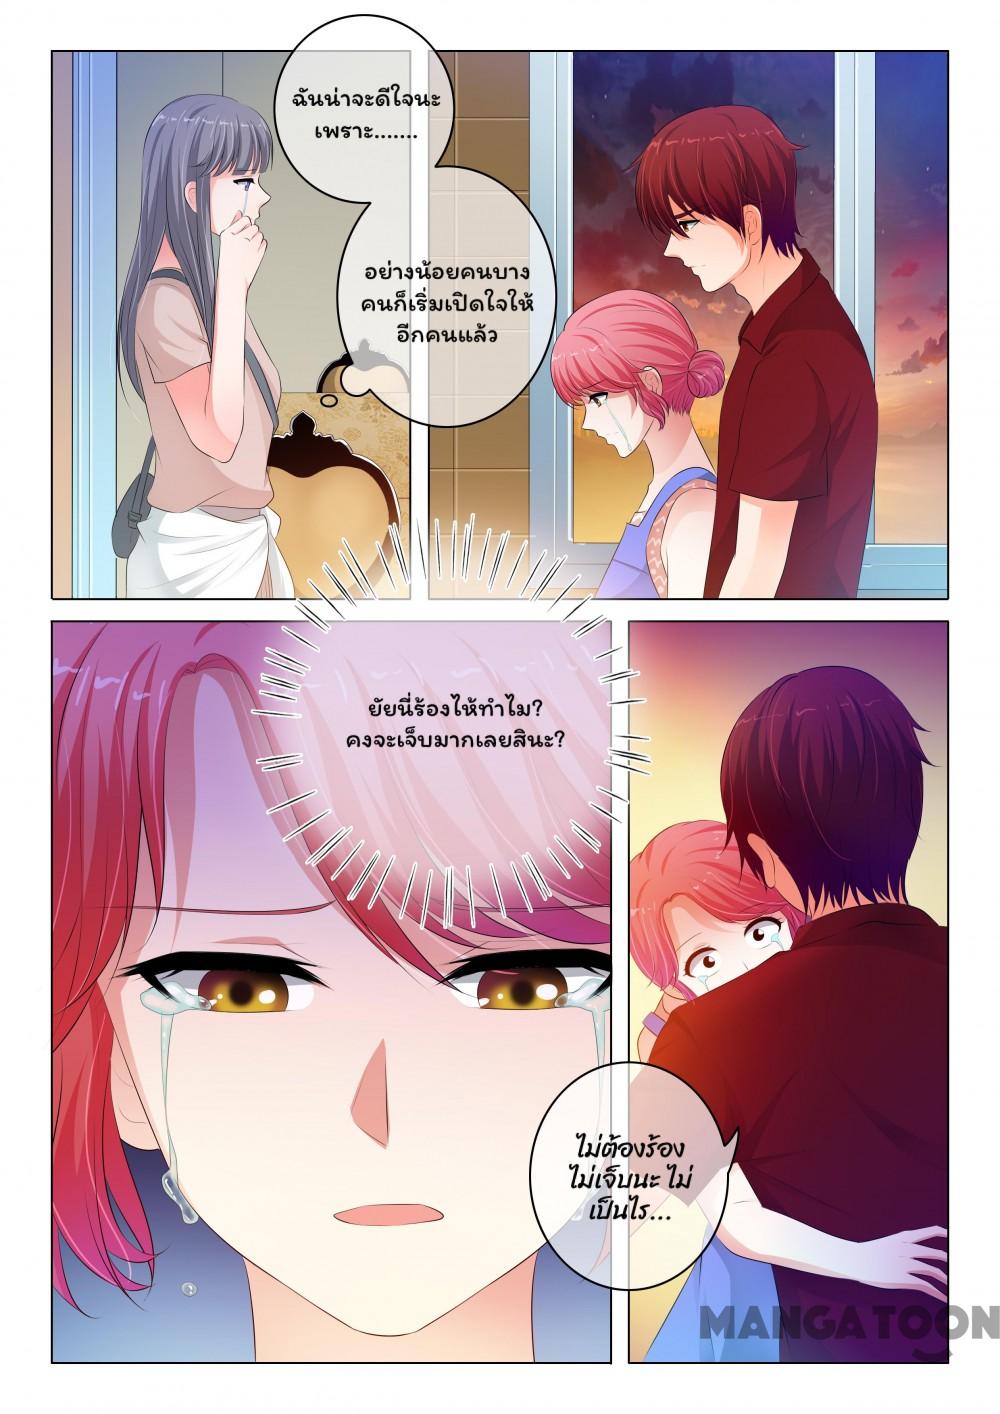 ฉันน่าจะดีใจนะ
เพราะ.......
อย่างน้อยคนบาง
คนก็เริ่มเปิดใจให้
อีกคนแล้ว
ยัยนี่ร้องไห้ทำไม?
คงจะเจ็บมากเลยสินะ?
ไม่ต้องร้อง
ไม่เจ็บนะ ไม่
เป็นไร...
MANGATOON